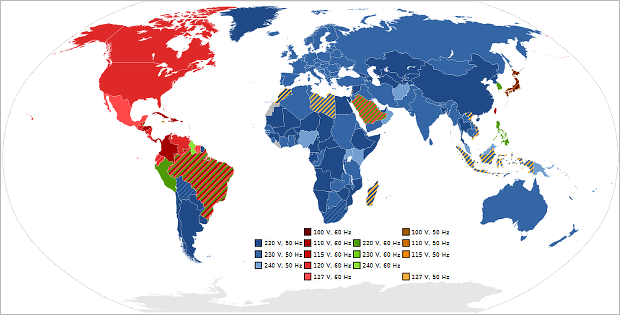 100 V, 60 Hz 100 V, 50 Hz
220 V, 50 Hz 110 V, 60 Hz 220 V, 60 Hz 110 V, 50 Hz
230 V, 50 Hz 115 V, 60 Hz 230 V, 60 Hz 115 V, 50 Hz
240 V, 50 Hz 120 V, 60 Hz 240 V, 60 Hz
127 V, 60 Hz 127 V, 50 Hz